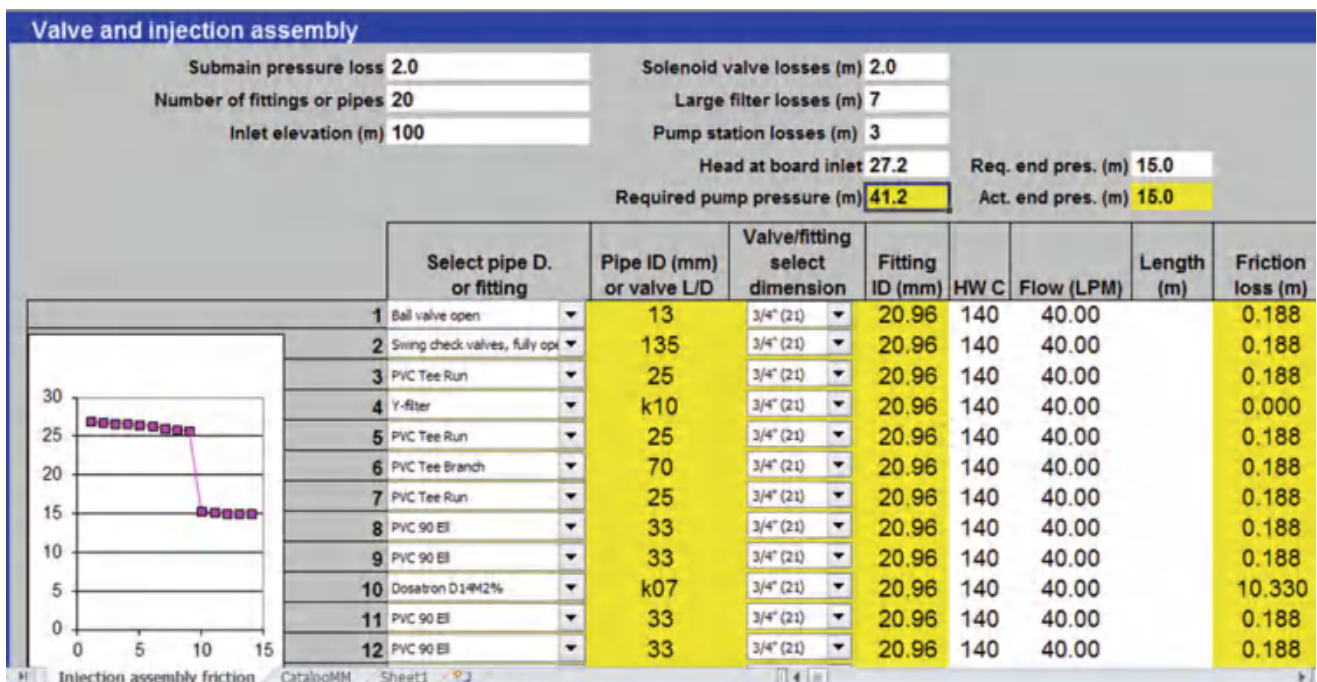 Valve and injection assembly
Submain pressure loss 2.0 Solenoid valve losses (m) 2.0
Number of fittings or pipes 20 Large filter losses (m) 7
Inlet elevation (m) 100 Pump station losses (m) 3
Head at board inlet 27.2 Req. end pres. (m) 15.0
Required pump pressure (m) 41.2 Act. end pres. (m) 15.0
Select pipe D. or fitting Pipe ID (mm) or valve L/D Valve/fitting select dimension Fitting ID (mm) HW C Flow (LPM) Length (m) Friction loss (m)
1 Ball valve open 13 3/4" (21) 20.96 140 40.00 0.188
2 Swing check valves, fully ope 135 3/4" (21) 20.96 140 40.00 0.188
3 PVC Tee Run 25 3/4" (21) 20.96 140 40.00 0.188
4 Y-filter k10 3/4" (21) 20.96 140 40.00 0.000
5 PVC Tee Run 25 3/4" (21) 20.96 140 40.00 0.188
6 PVC Tee Branch 70 3/4" (21) 20.96 140 40.00 0.188
7 PVC Tee Run 25 3/4" (21) 20.96 140 40.00 0.188
8 PVC 90 Ell 33 3/4" (21) 20.96 140 40.00 0.188
9 PVC 90 Ell 33 3/4" (21) 20.96 140 40.00 0.188
10 Dosatron D14M2% k07 3/4" (21) 20.96 140 40.00 10.330
11 PVC 90 Ell 33 3/4" (21) 20.96 140 40.00 0.188
12 PVC 90 Ell 33 3/4" (21) 20.96 140 40.00 0.188
30
25
20
15
10
5
0
0 5 10 15
Injection assembly friction CatalogMM Sheet1